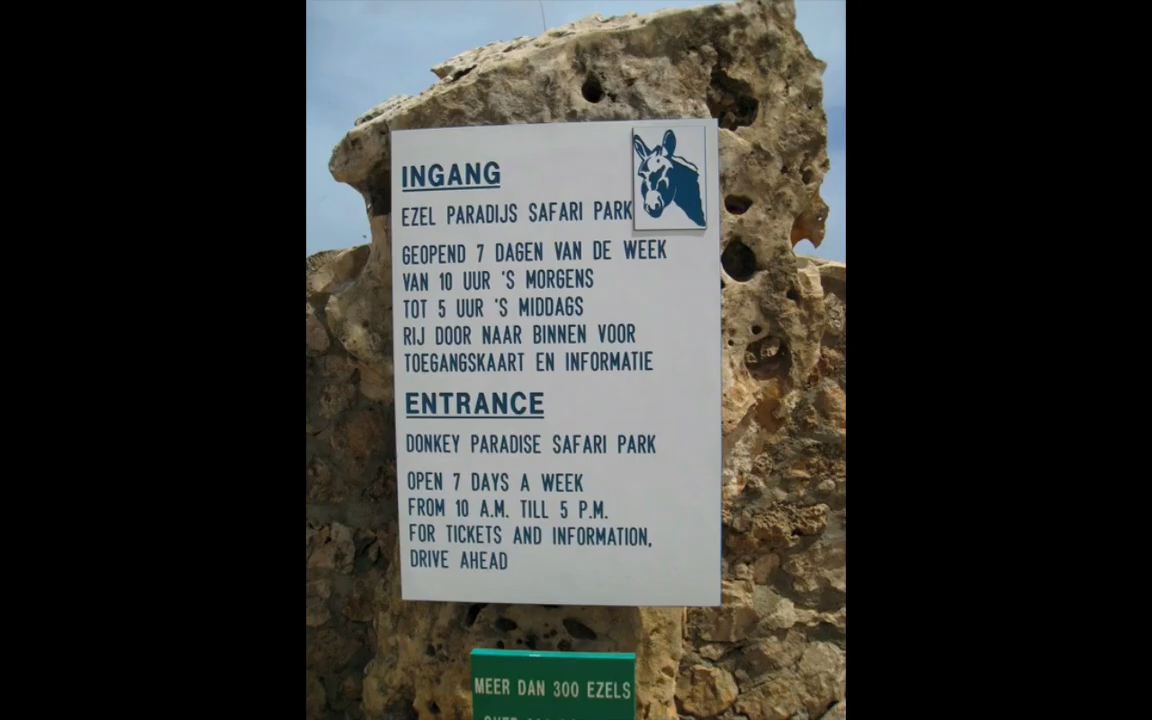 INGANG
EZEL PARADIJS SAFARI PARK
GEOPEND 7 DAGEN VAN DE WEEK
VAN 10 UUR 'S MORGENS
TOT 5 UUR 'S MIDDAGS
RIJ DOOR NAAR BINNEN VOOR
TOEGANGSKAART EN INFORMATIE
ENTRANCE
DONKEY PARADISE SAFARI PARK
OPEN 7 DAYS A WEEK
FROM 10 A.M. TILL 5 P.M.
FOR TICKETS AND INFORMATION,
DRIVE AHEAD
MEER DAN 300 EZELS